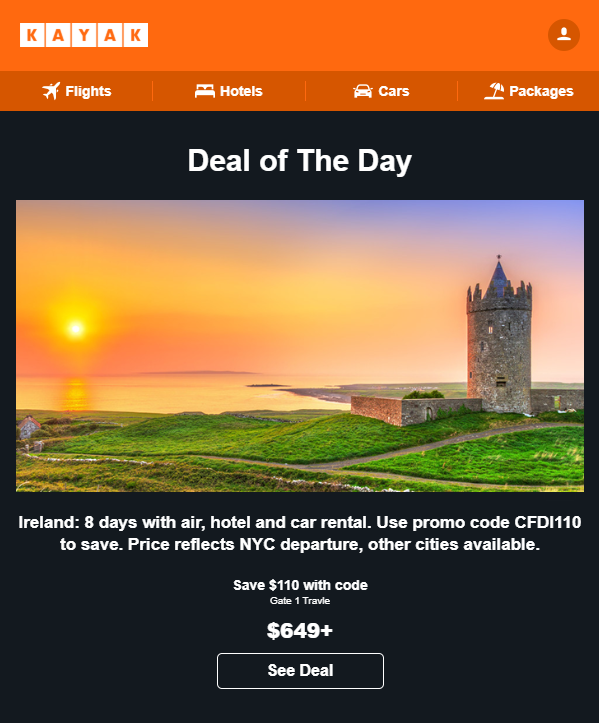 KAYAK
Flights
Hotels
Cars
Packages
Deal of The Day
Ireland: 8 days with air, hotel and car rental. Use promo code CFDI110
to save. Price reflects NYC departure, other cities available.
Save $110 with code
Gate 1 Travle
$649+
See Deal